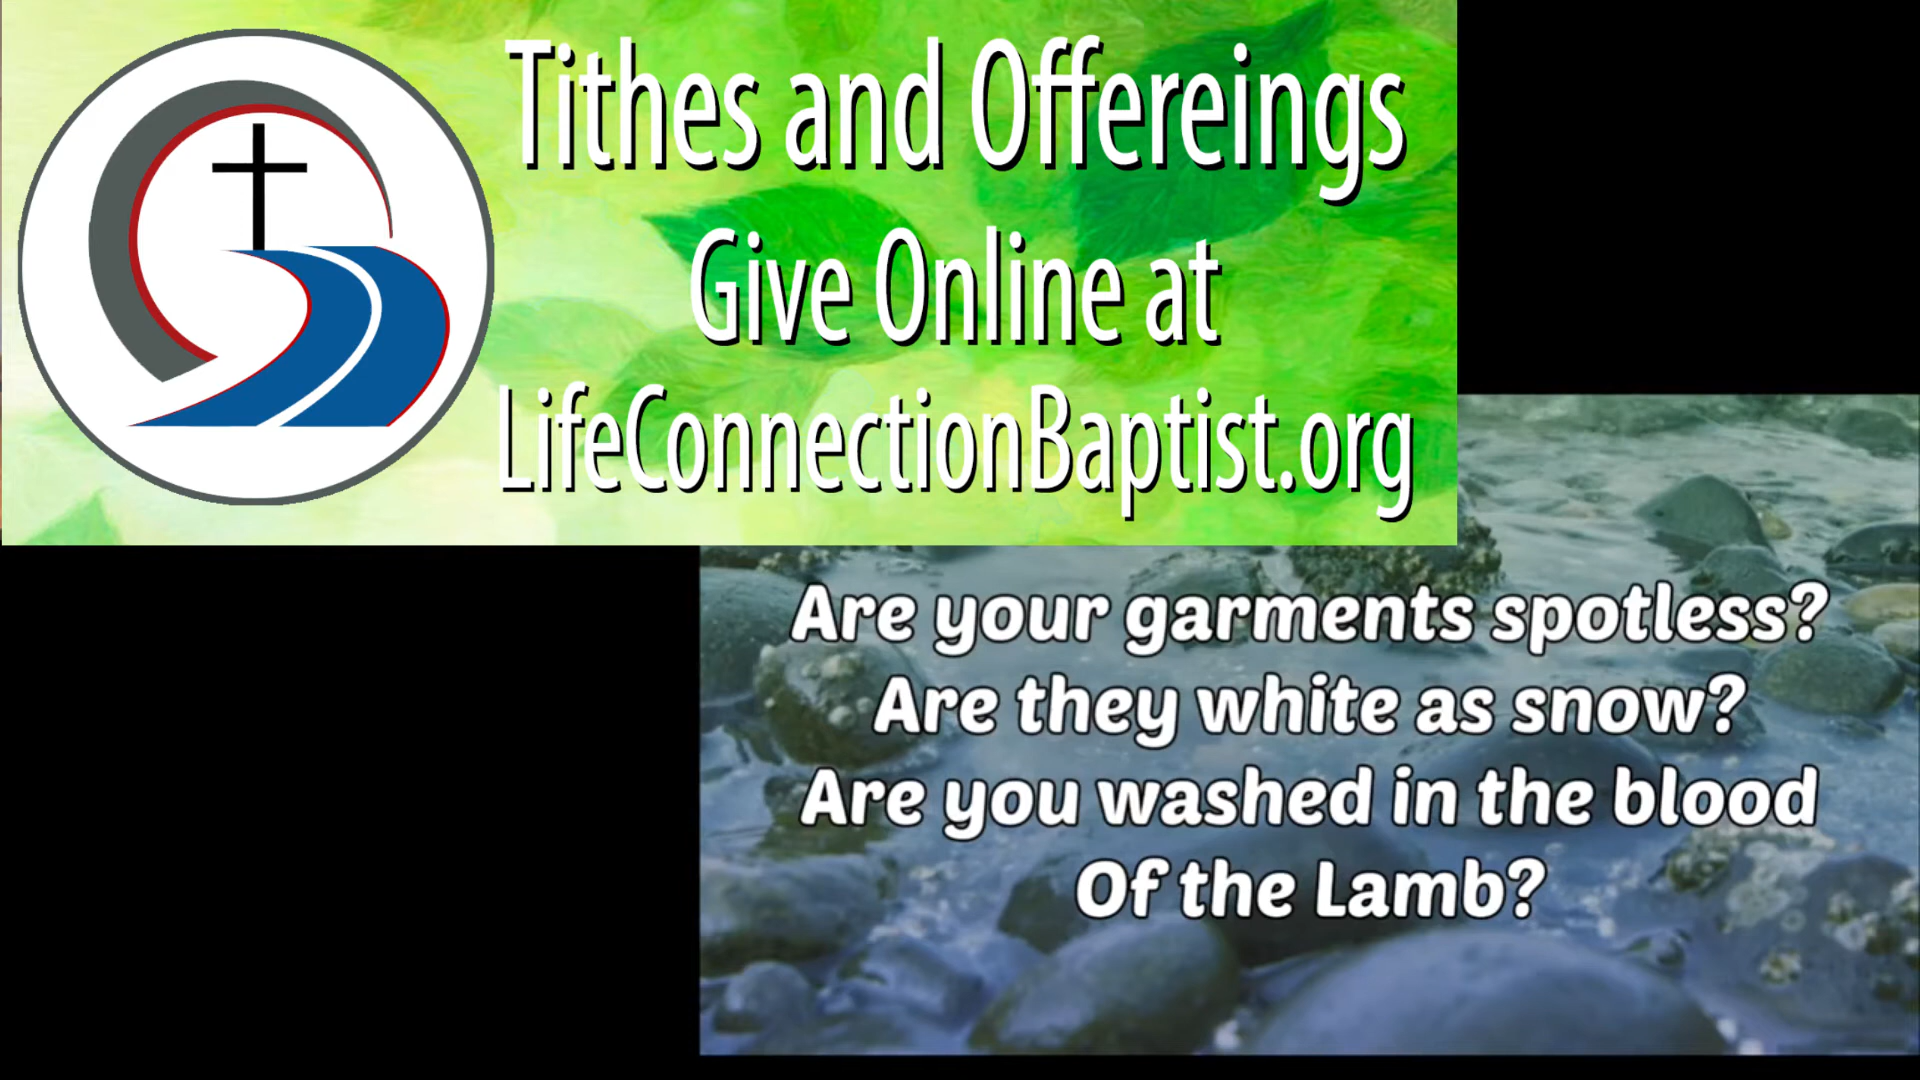 Tithes and Offereings
Give Online at
LifeConnectionBaptist.org
Are your garments spotless?
Are they white as snow?
Are you washed in the blood
Of the Lamb?